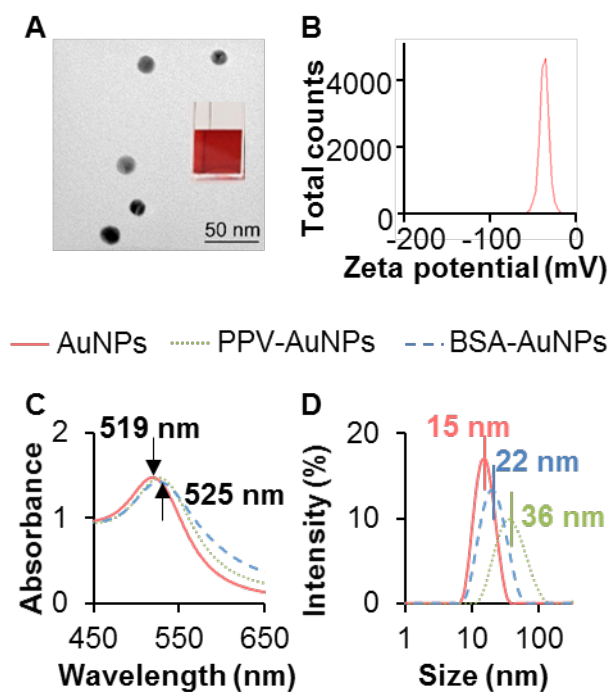 A
50 nm
B
Total counts
4000
2000
0
-200
-100
0
Zeta potential (mV)
AuNPs
PPV-AuNPs
BSA-AuNPs
C
Absorbance
2
1
0
519 nm
525 nm
450
550
650
Wavelength (nm)
D
Intensity (%)
20
10
0
15 nm
22 nm
36 nm
1
10
100
Size (nm)